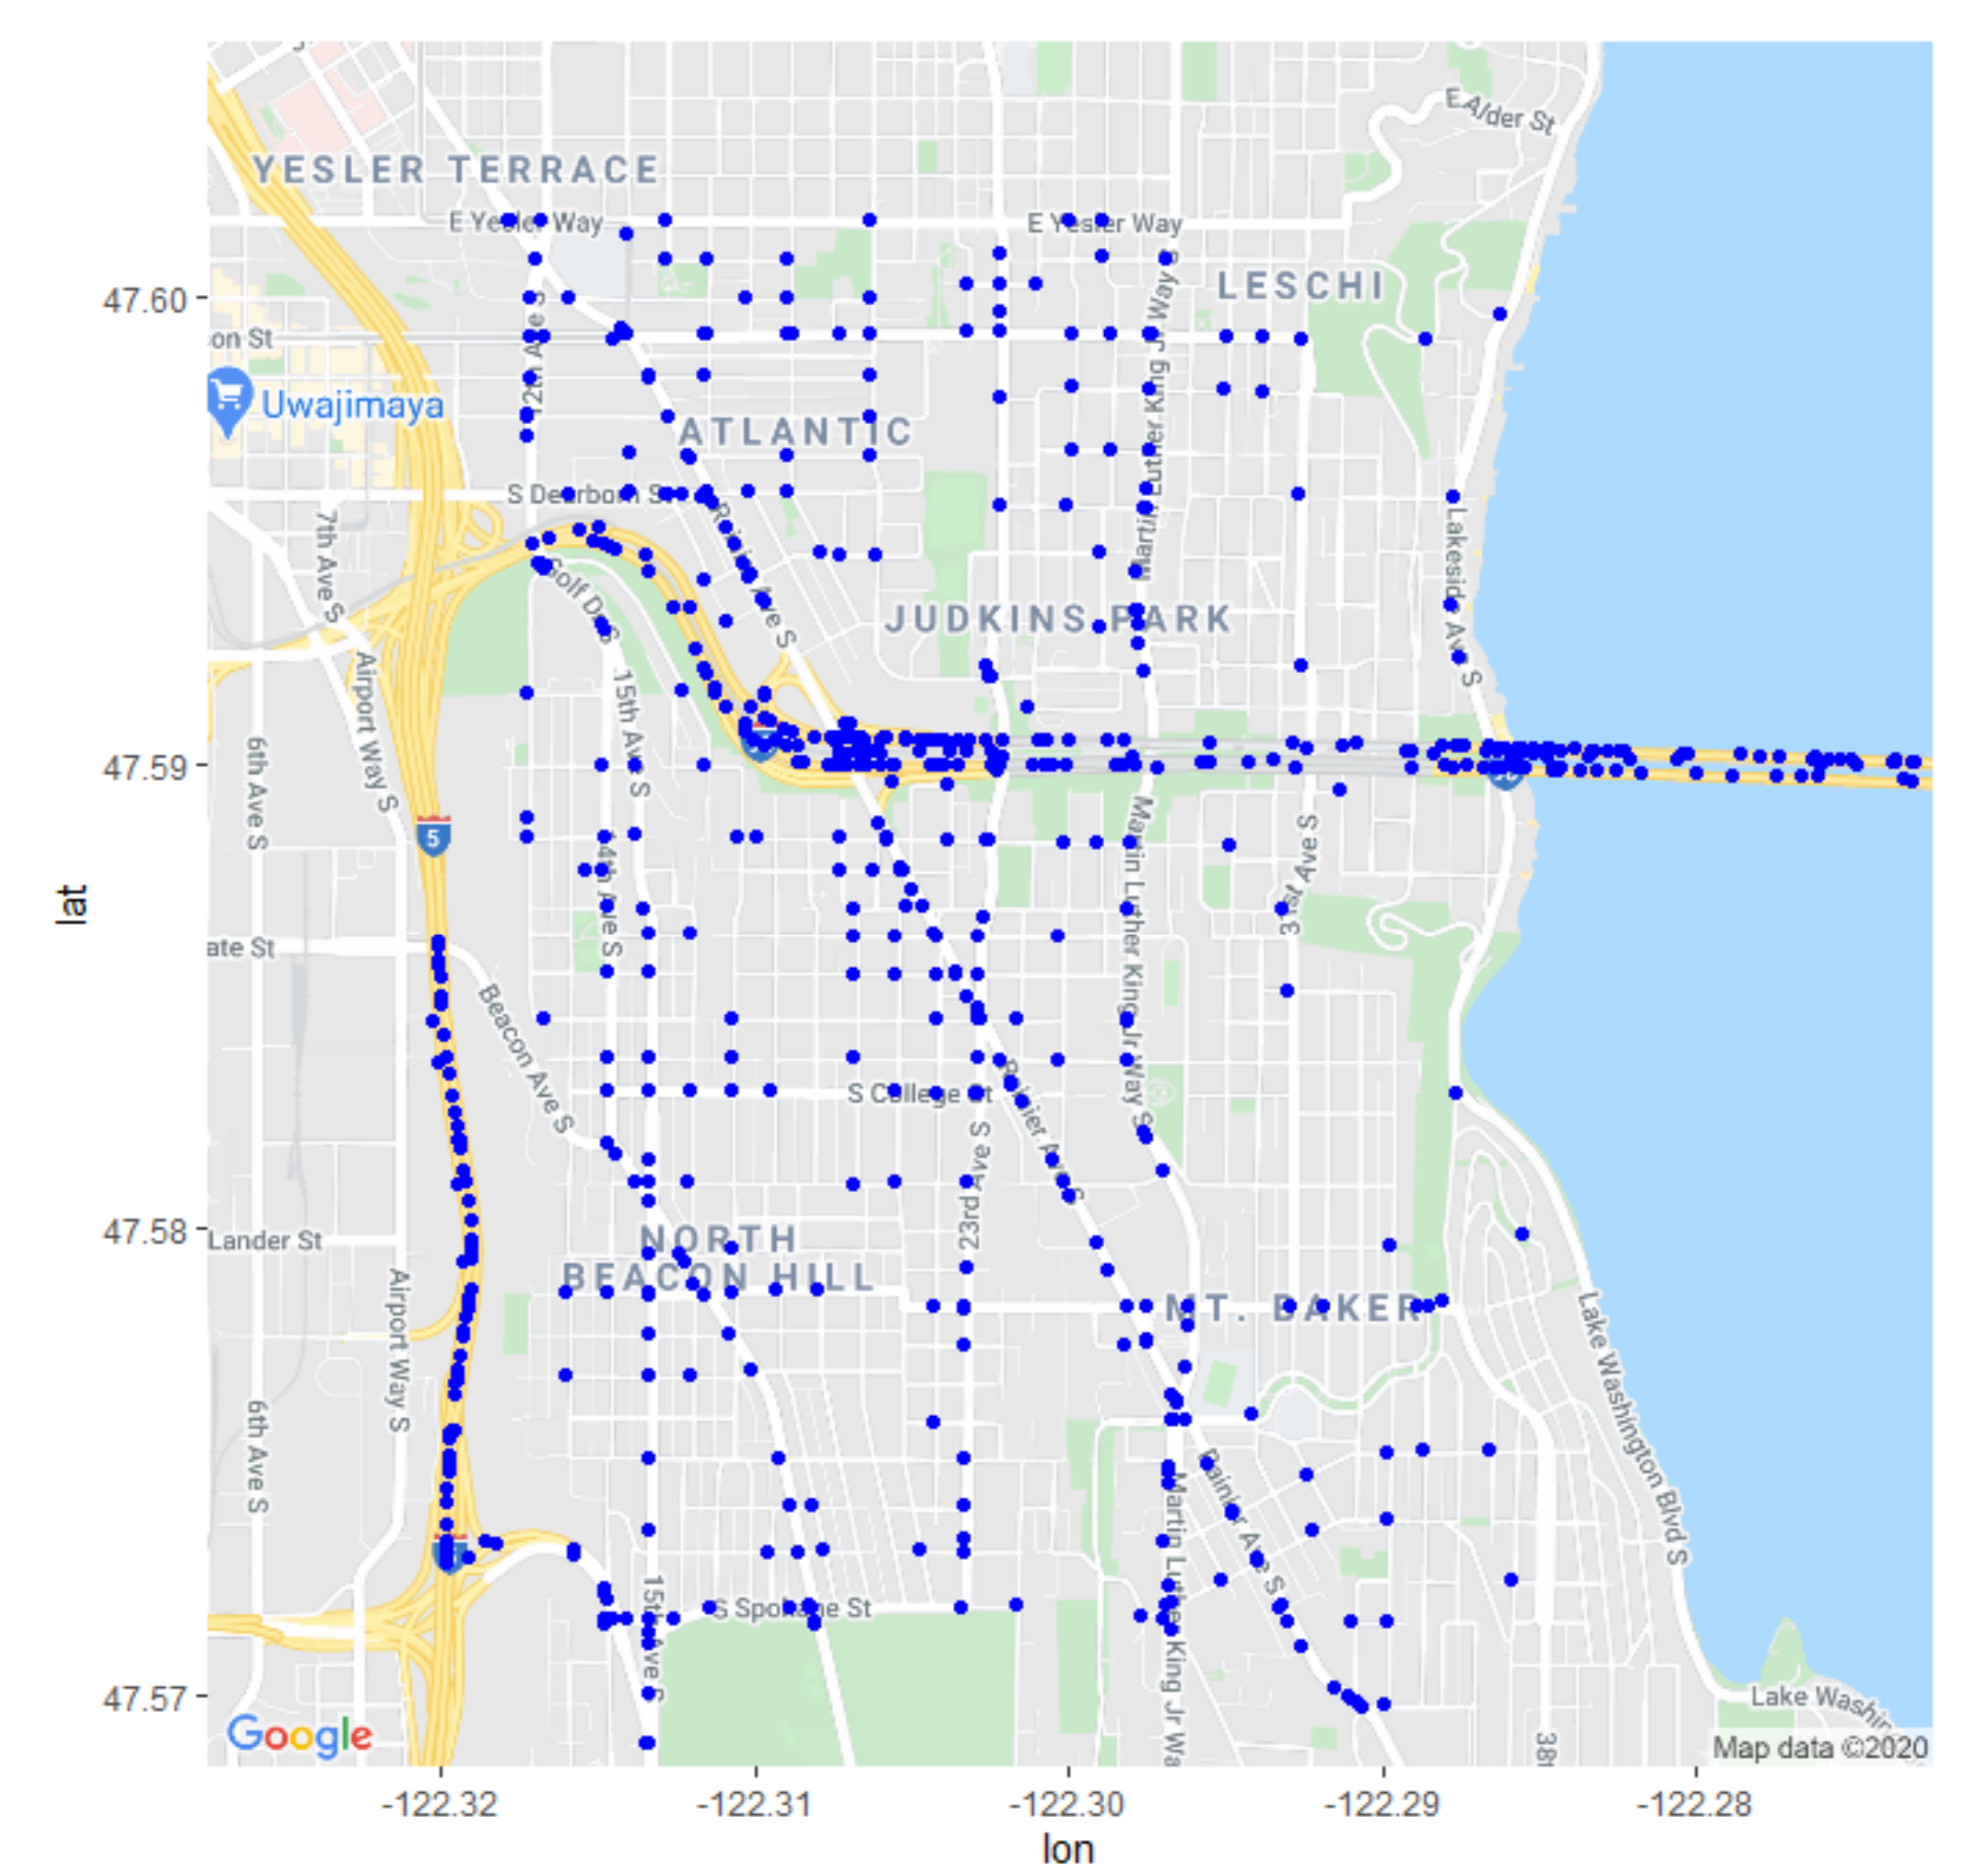 E Alder St
YESLER TERRACE
E Yesler Way
E Yesler Way
LESCHI
47.60
on St
12th Ave S
Martin Luther King Jr Way S
Uwajimaya
ATLANTIC
S Dearborn S
7th Ave S
Rainier Ave S
Lakeside Ave S
Golf Dr S
JUDKINS PARK
Airport Way S
15th Ave S
6th Ave S
47.59
5
14th Ave S
Martin Luther King Jr Way S
31st Ave S
lat
ate St
Beacon Ave S
S College St
Rainier Ave S
23rd Ave S
47.58
Lander St
NORTH
BEACON HILL
MT. BAKER
Airport Way S
Lake Washington Blvd S
6th Ave S
Rainier Ave S
Martin Luther King Jr Wa
15th Ave S
S Spokane St
47.57
Lake Washin
Google
38t
Map data ©2020
-122.32
-122.31
-122.30
-122.29
-122.28
lon